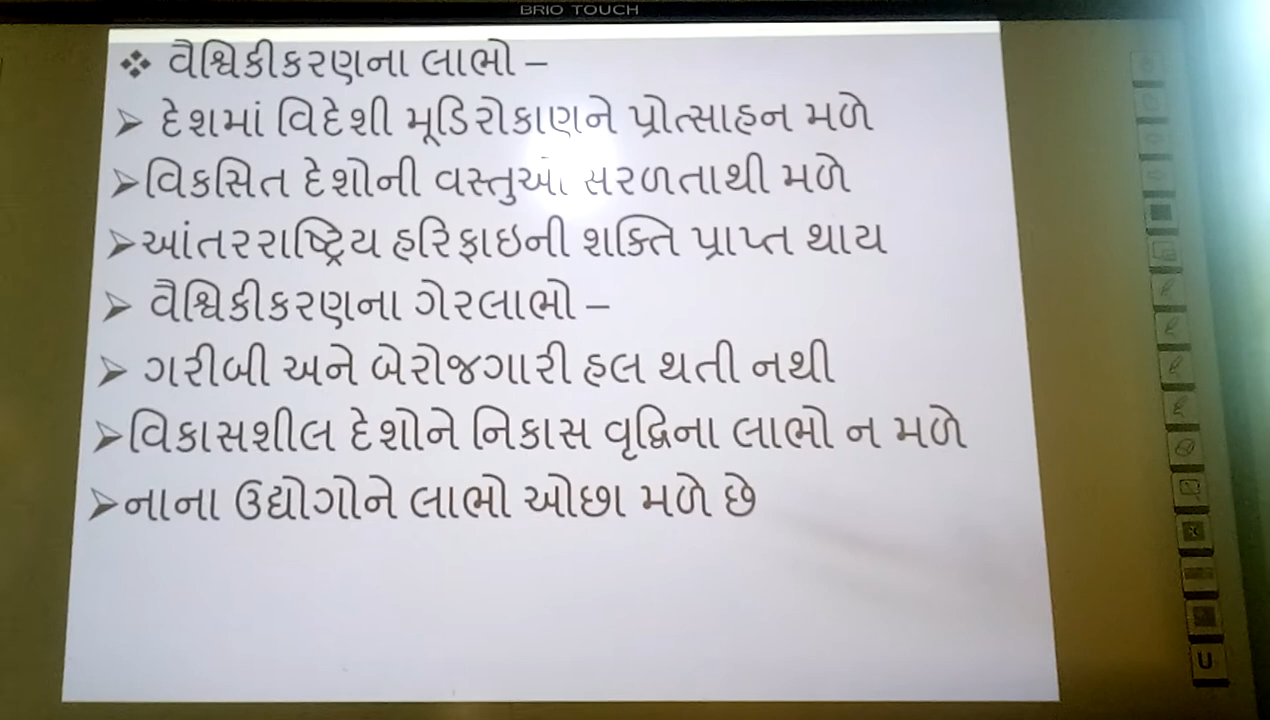 BRIO TOUCH
❖ વૈશ્વિકીકરણના લાભો –
➢ દેશમાં વિદેશી મૂડિરોકાણને પ્રોત્સાહન મળે
➢વિકસિત દેશોની વસ્તુઓ સરળતાથી મળે
➢આંતરરાષ્ટ્રિય હરિફાઇની શક્તિ પ્રાપ્ત થાય
➢ વૈશ્વિકીકરણના ગેરલાભો –
➢ ગરીબી અને બેરોજગારી હલ થતી નથી
➢વિકાસશીલ દેશોને નિકાસ વૃદ્ધિના લાભો ન મળે
➢નાના ઉદ્યોગોને લાભો ઓછા મળે છે